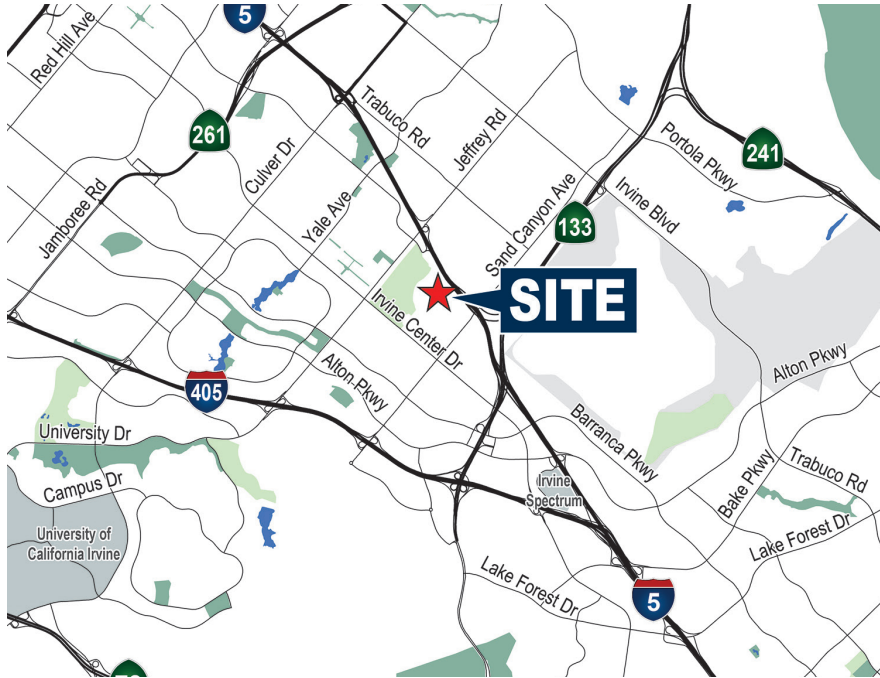 5
Red Hill Ave
261
Trabuco Rd
Culver Dr
Jeffrey Rd
241
Portola Pkwy
Jamboree Rd
Yale Ave
Sand Canyon Ave
Irvine Blvd
133
SITE
Irvine Center Dr
Alton Pkwy
Alton Pkwy
405
University Dr
Barranca Pkwy
Campus Dr
Irvine
Spectrum
Bake Pkwy
Trabuco Rd
University of
California Irvine
Lake Forest Dr
Lake Forest Dr
5